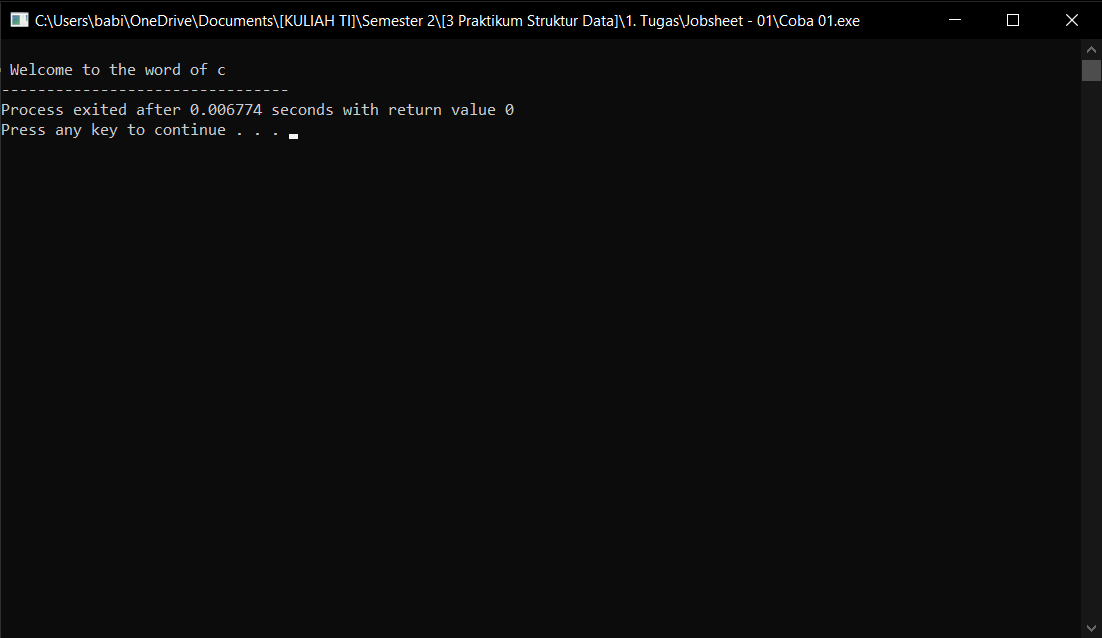 C:\Users\babi\OneDrive\Documents\[KULIAH TI]\Semester 2\[3 Praktikum Struktur Data]\1. Tugas\Jobsheet - 01\Coba 01.exe
Welcome to the word of c
--------------------------------
Process exited after 0.006774 seconds with return value 0
Press any key to continue . . .